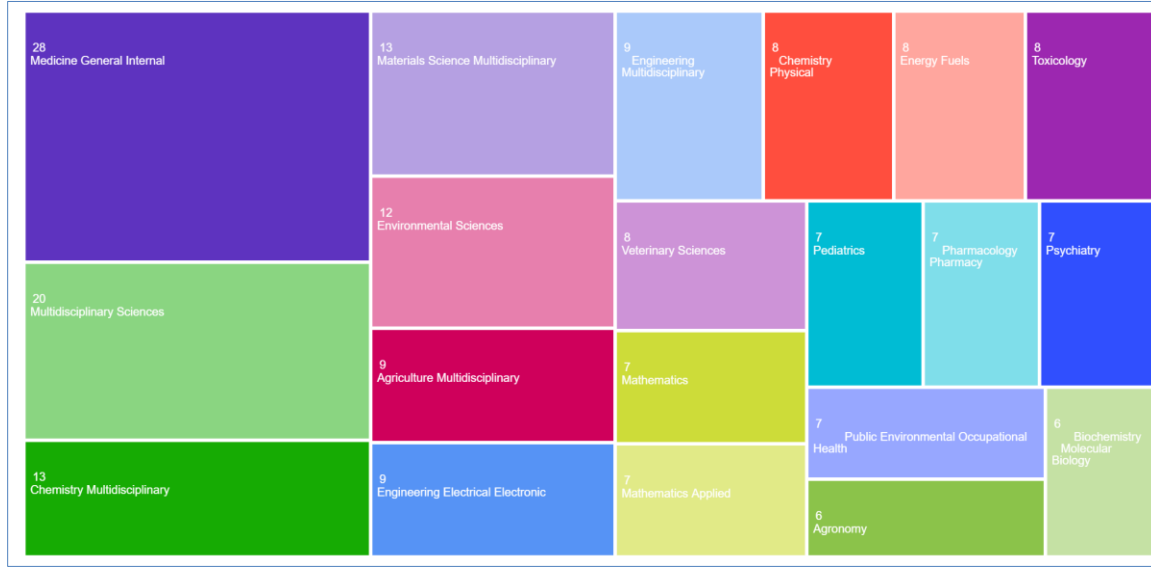 28
Medicine General Internal
20
Multidisciplinary Sciences
13
Chemistry Multidisciplinary
13
Materials Science Multidisciplinary
12
Environmental Sciences
9
Agriculture Multidisciplinary
9
Engineering Electrical Electronic
9
Engineering
Multidisciplinary
8
Chemistry
Physical
8
Energy Fuels
8
Toxicology
8
Veterinary Sciences
7
Mathematics
7
Mathematics Applied
7
Pediatrics
7
Pharmacology
Pharmacy
7
Psychiatry
7
Public Environmental Occupational
Health
6
Agronomy
6
Biochemistry
Molecular
Biology